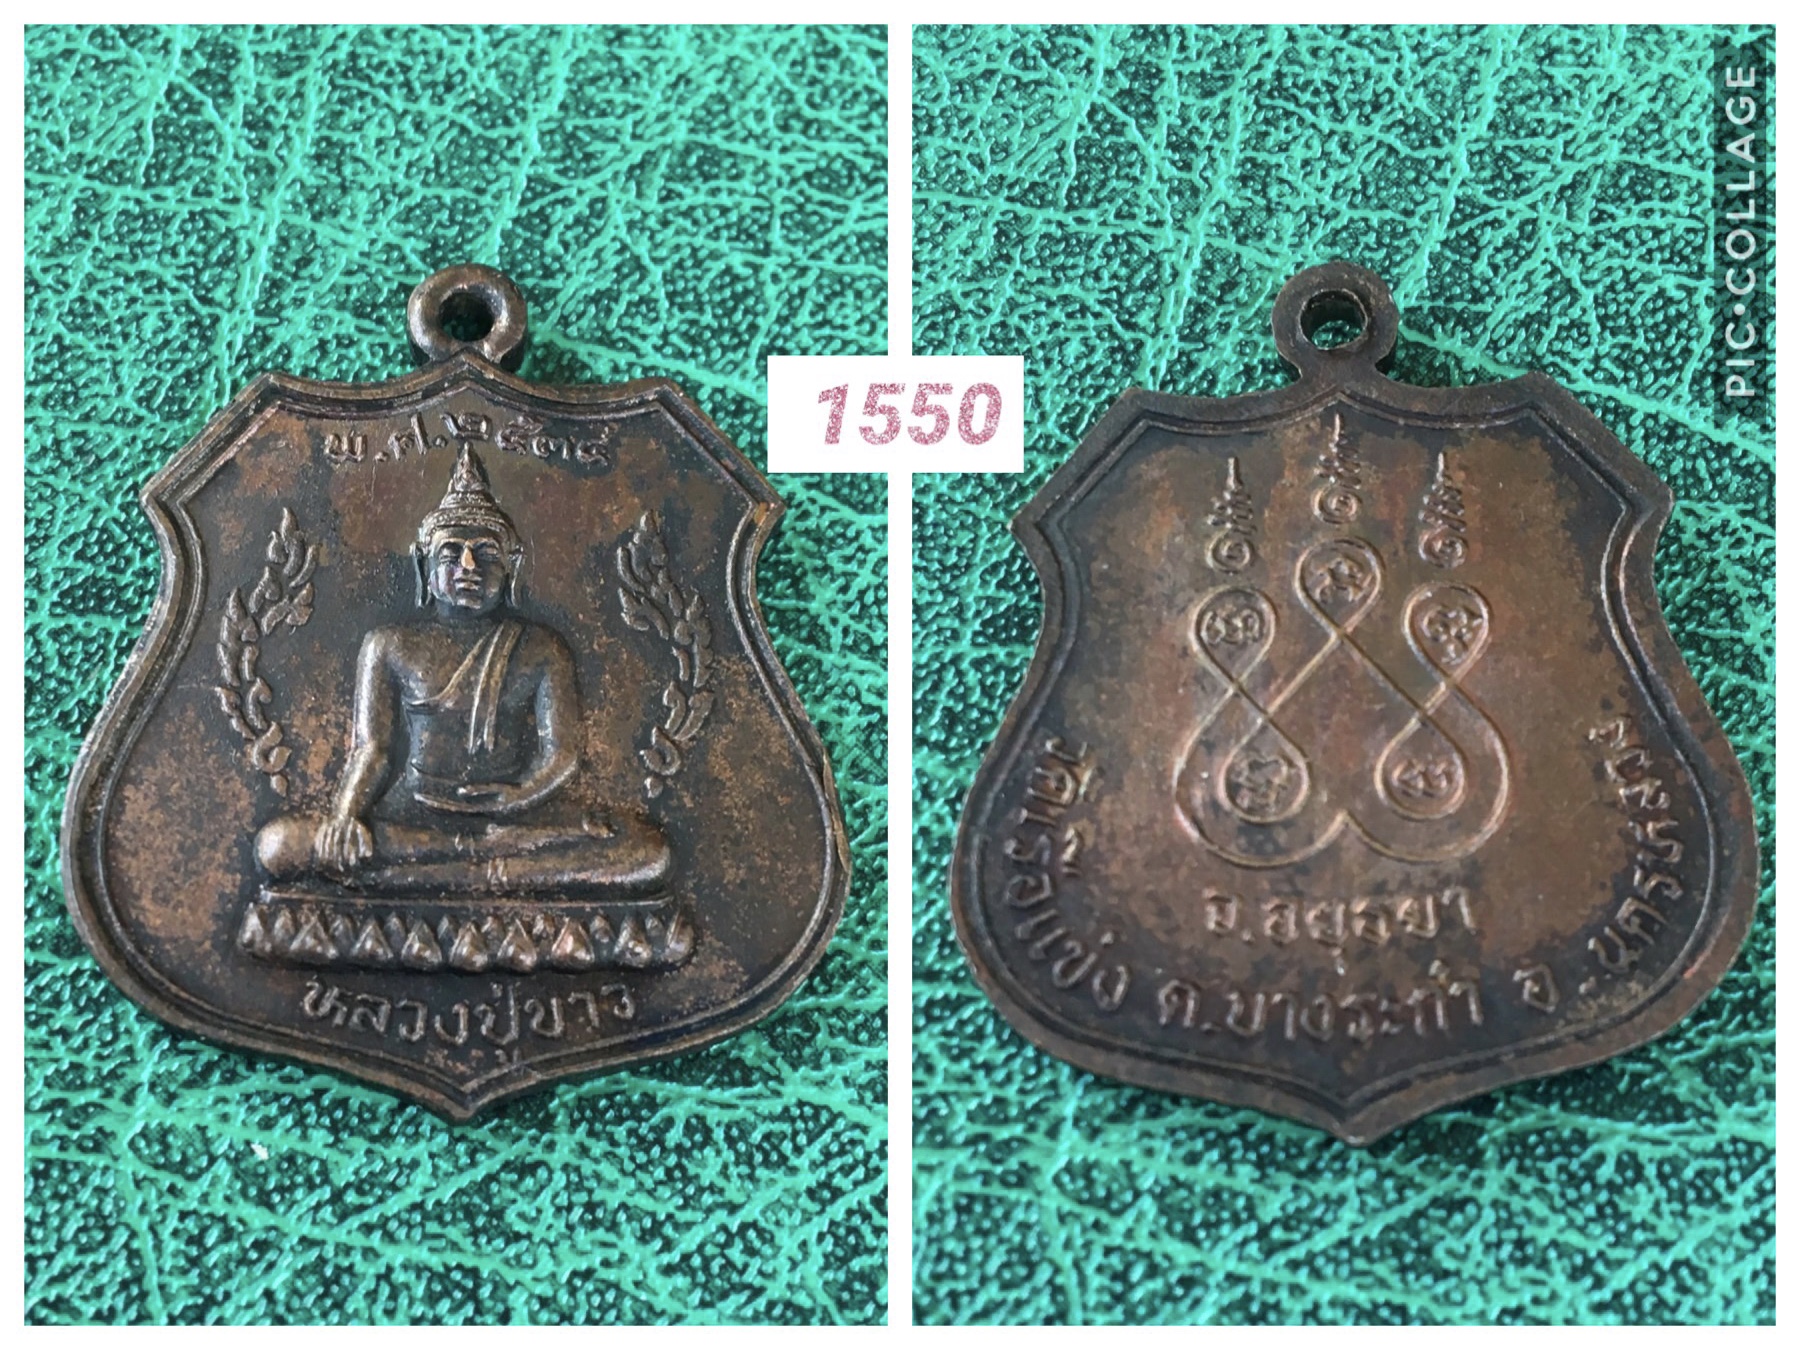 พ.ศ. ๒๕๓๔
หลวงปู่ขาว
1550
อ.อยุธยา
วัดเรือแข่ง ต.บางระกำ อ.นครหลวง
PIC•COLLAGE